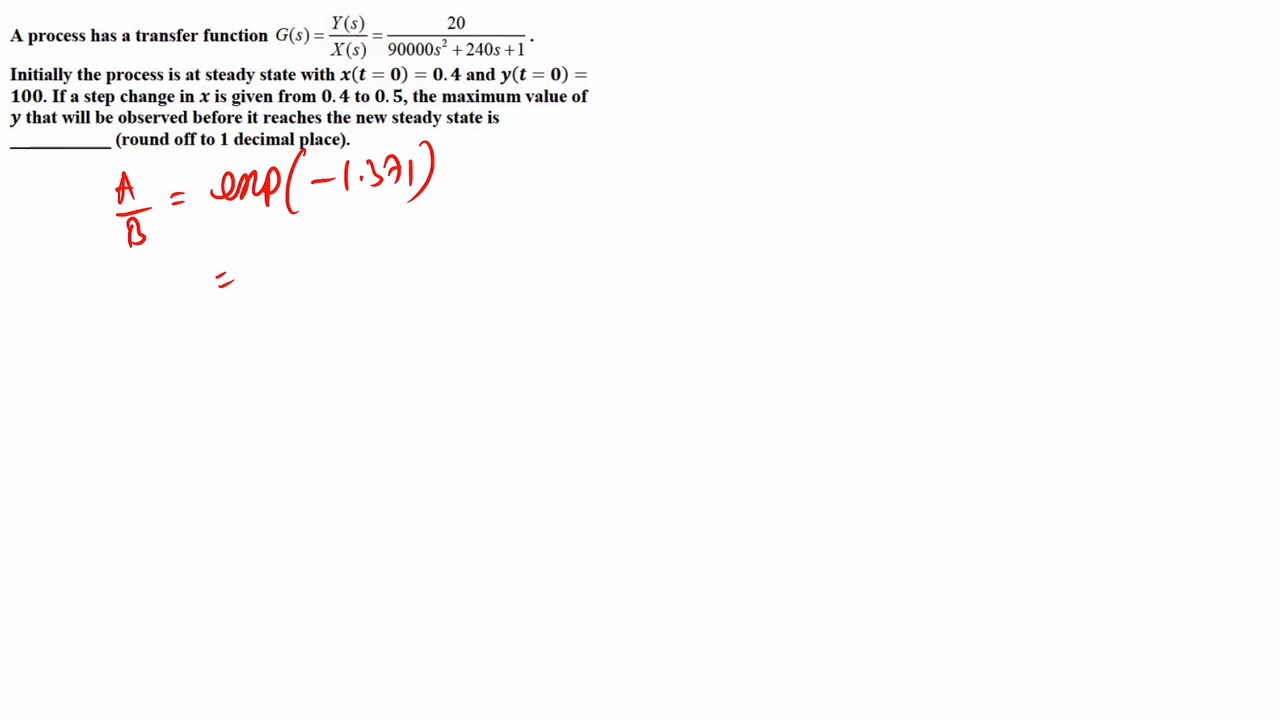 A process has a transfer function G(s) = Y(s)/X(s) = 20/(90000s² + 240s + 1).
Initially the process is at steady state with x(t = 0) = 0.4 and y(t = 0) =
100. If a step change in x is given from 0.4 to 0.5, the maximum value of
y that will be observed before it reaches the new steady state is
___________ (round off to 1 decimal place).
A/B = exp(-1.371)
=